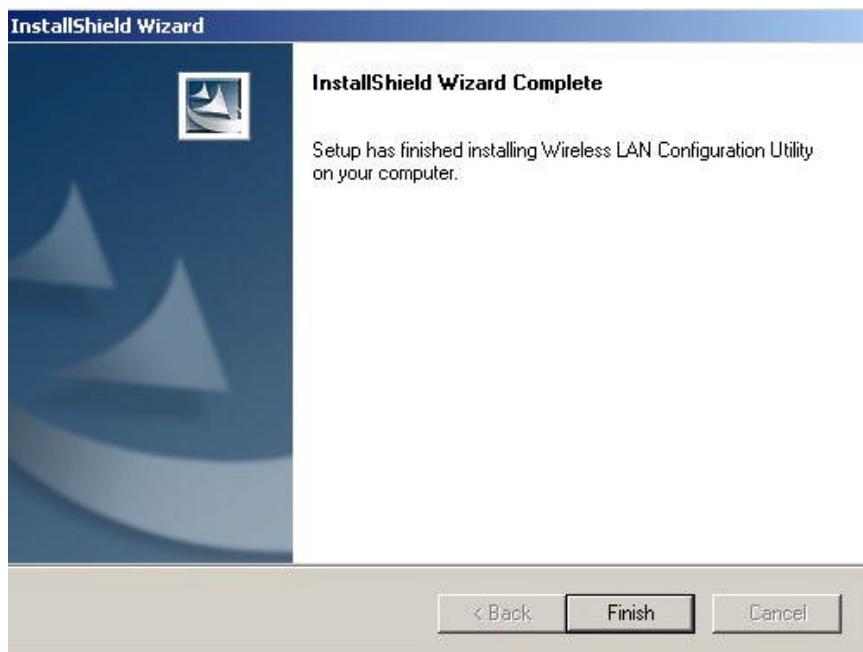 InstallShield Wizard
InstallShield Wizard Complete
Setup has finished installing Wireless LAN Configuration Utility
on your computer.
< Back
Finish
Cancel